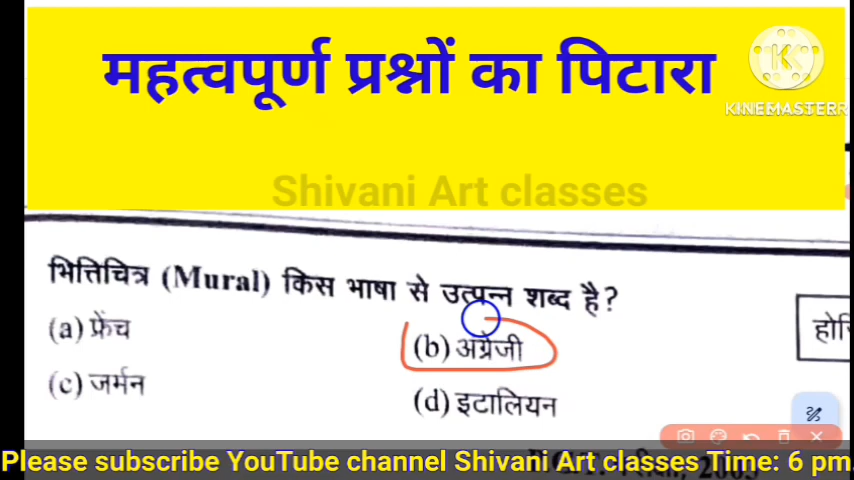 महत्वपूर्ण प्रश्नों का पिटारा
KINEMASTER
Shivani Art classes
भित्तिचित्र (Mural) किस भाषा से उत्पन्न शब्द है?
(a) फ्रेंच
(b) अंग्रेजी
(c) जर्मन
(d) इटालियन
Please subscribe YouTube channel Shivani Art classes Time: 6 pm